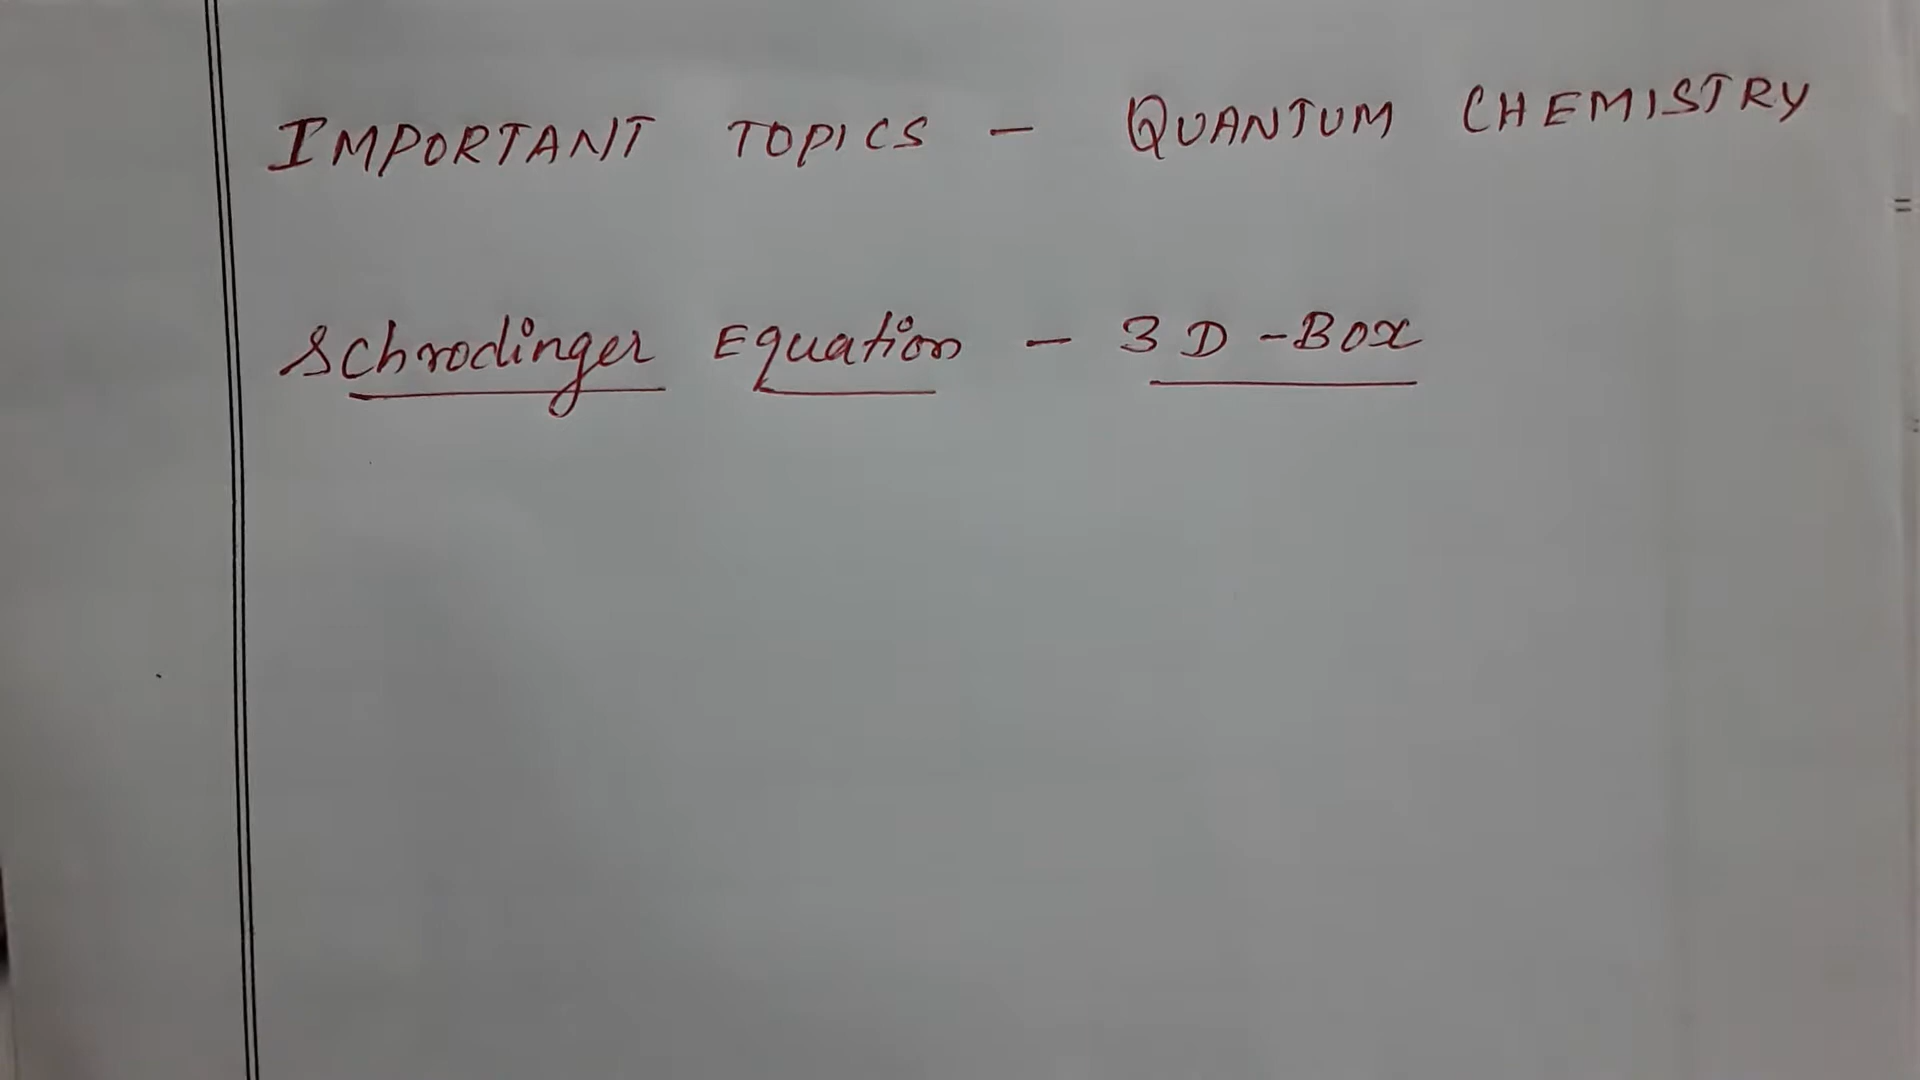 IMPORTANT TOPICS - QUANTUM CHEMISTRY
Schrodinger Equation - 3D-Box